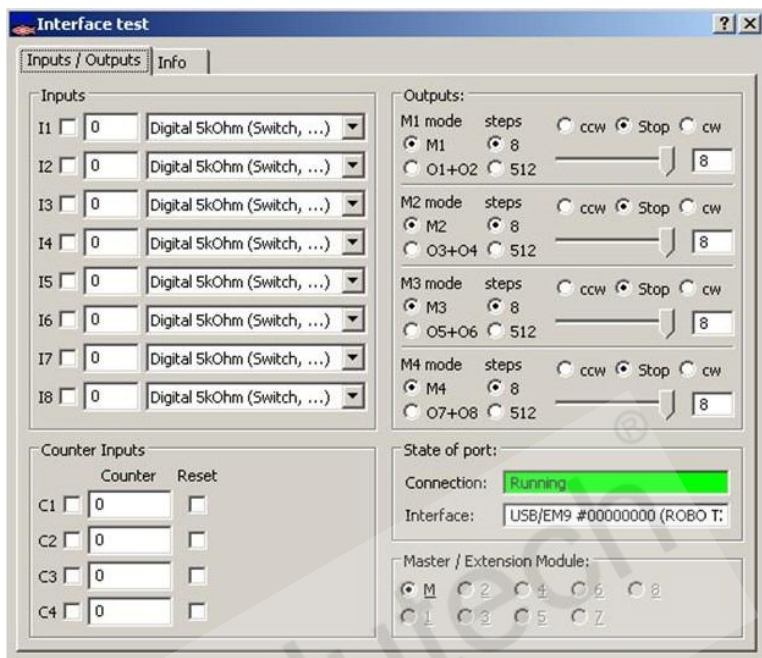 Interface test
Inputs / Outputs
Info
Inputs
I1 0 Digital 5kOhm (Switch, ...)
I2 0 Digital 5kOhm (Switch, ...)
I3 0 Digital 5kOhm (Switch, ...)
I4 0 Digital 5kOhm (Switch, ...)
I5 0 Digital 5kOhm (Switch, ...)
I6 0 Digital 5kOhm (Switch, ...)
I7 0 Digital 5kOhm (Switch, ...)
I8 0 Digital 5kOhm (Switch, ...)
Outputs:
M1 mode steps ccw Stop cw
M1 8 8
O1+O2 512
M2 mode steps ccw Stop cw
M2 8 8
O3+O4 512
M3 mode steps ccw Stop cw
M3 8 8
O5+O6 512
M4 mode steps ccw Stop cw
M4 8 8
O7+O8 512
Counter Inputs
Counter Reset
C1 0
C2 0
C3 0
C4 0
State of port:
Connection: Running
Interface: USB/EM9 #00000000 (ROBO
Master / Extension Module:
M 2 4 6 8
1 3 5 7
®